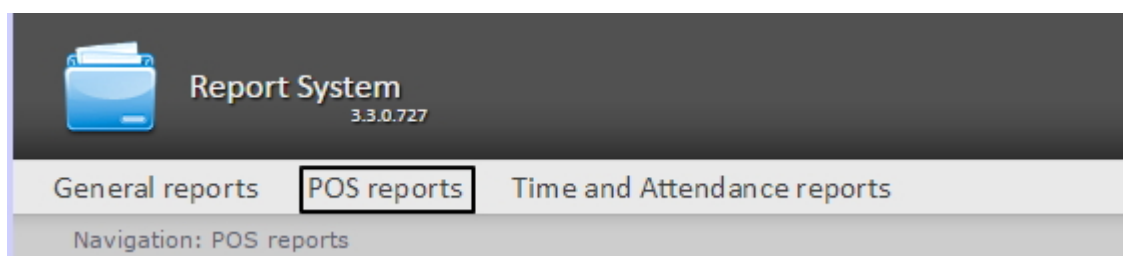 Report System
3.3.0.727
General reports POS reports Time and Attendance reports
Navigation: POS reports